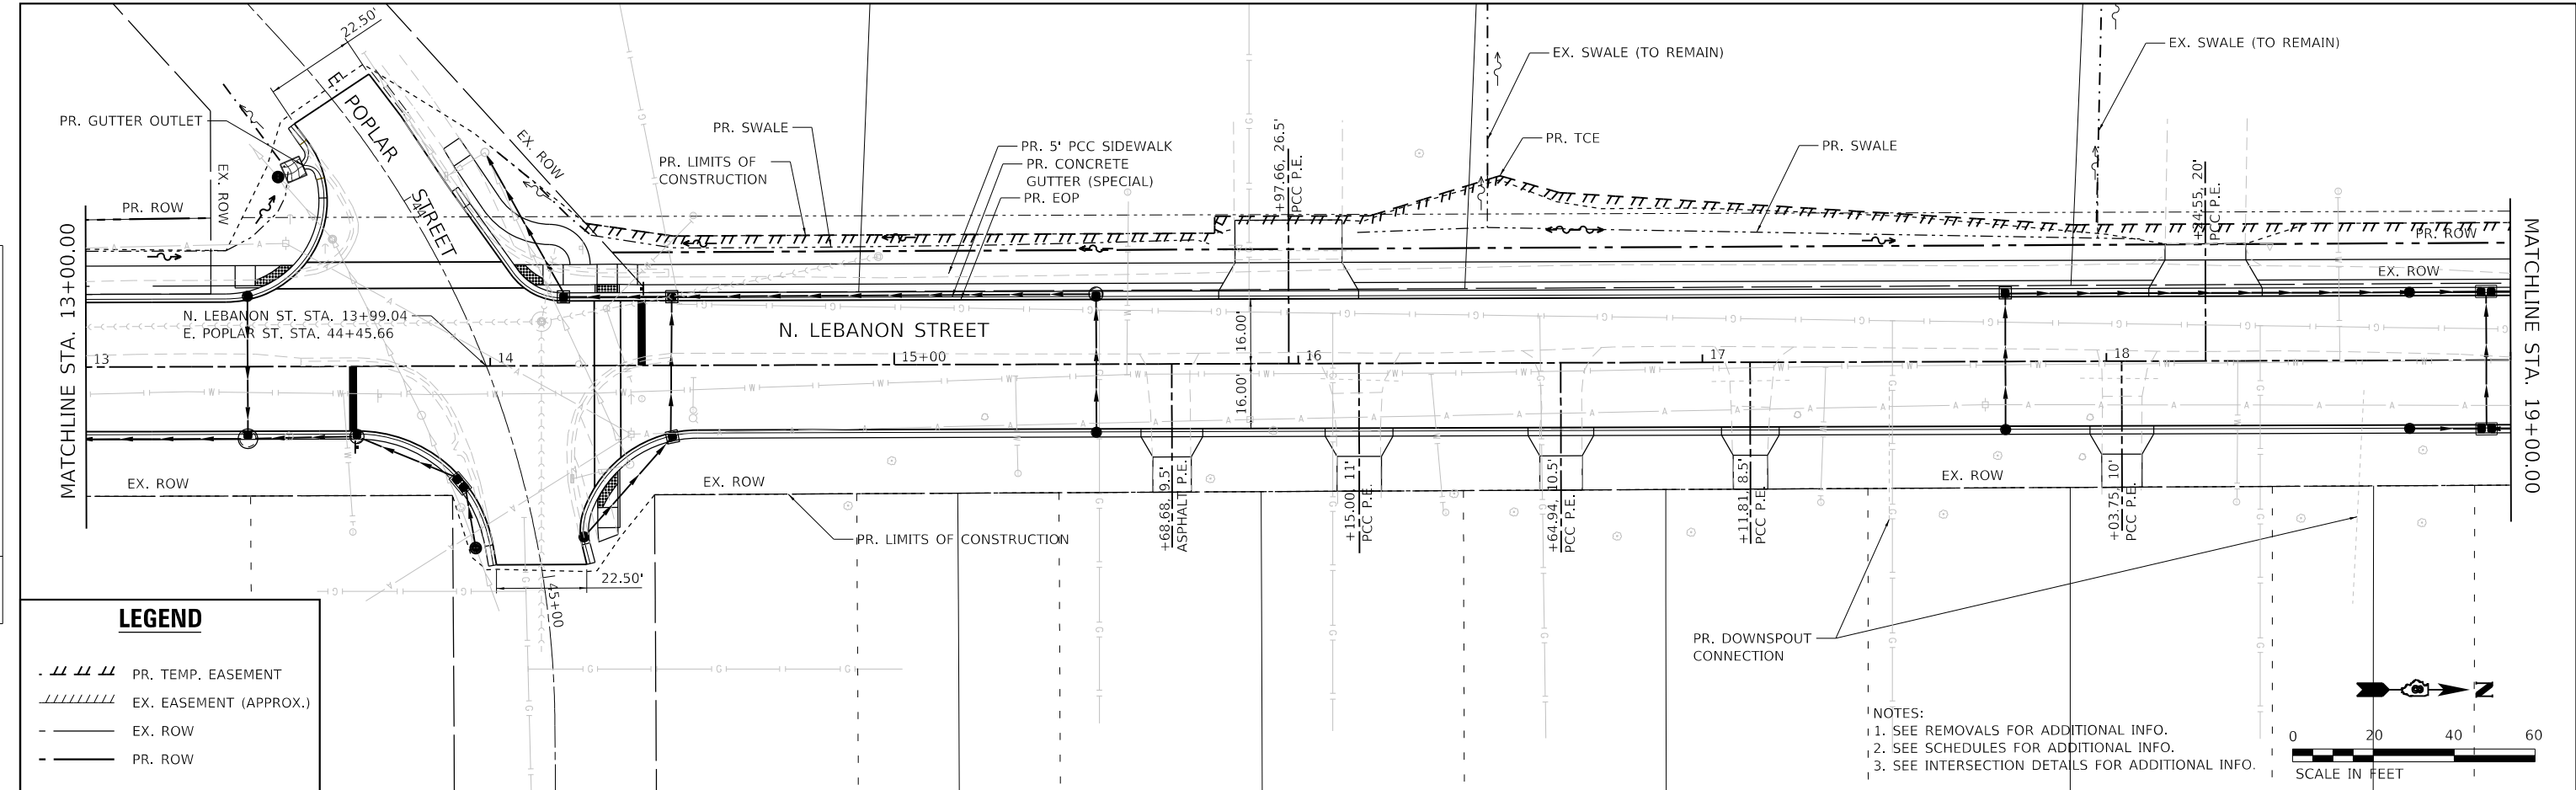 22.50'
E. POPLAR STREET
44
PR. GUTTER OUTLET
EX. ROW
EX. ROW
PR. ROW
PR. SWALE
PR. LIMITS OF
CONSTRUCTION
PR. 5' PCC SIDEWALK
PR. CONCRETE
GUTTER (SPECIAL)
PR. EOP
+97.66, 26.5'
PCC P.E.
EX. SWALE (TO REMAIN)
PR. TCE
PR. SWALE
EX. SWALE (TO REMAIN)
+24.55, 20'
PCC P.E.
PR. ROW
EX. ROW
MATCHLINE STA. 13+00.00
MATCHLINE STA. 19+00.00
N. LEBANON ST. STA. 13+99.04
E. POPLAR ST. STA. 44+45.66
N. LEBANON STREET
16.00'
16.00'
13
14
15+00
16
17
18
EX. ROW
EX. ROW
EX. ROW
+68.68, 9.5'
ASPHALT P.E.
+15.00, 11'
PCC P.E.
+64.94, 10.5'
PCC P.E.
+11.81, 8.5'
PCC P.E.
+03.75, 10'
PCC P.E.
PR. LIMITS OF CONSTRUCTION
22.50'
45+00
PR. DOWNSPOUT
CONNECTION
LEGEND
PR. TEMP. EASEMENT
EX. EASEMENT (APPROX.)
EX. ROW
PR. ROW
NOTES:
1. SEE REMOVALS FOR ADDITIONAL INFO.
2. SEE SCHEDULES FOR ADDITIONAL INFO.
3. SEE INTERSECTION DETAILS FOR ADDITIONAL INFO.
N
0 20 40 60
SCALE IN FEET